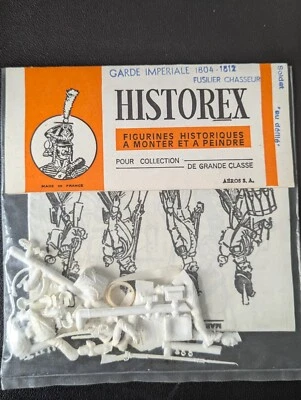 GARDE IMPERIALE 1804-1812
FUSILIER CHASSEUR
HISTOREX
FIGURINES HISTORIQUES
A MONTER ET A PEINDRE
POUR COLLECTION
DE GRANDE CLASSE
MADE IN FRANCE
AEROS S. A.
Soldat
"au défilé"